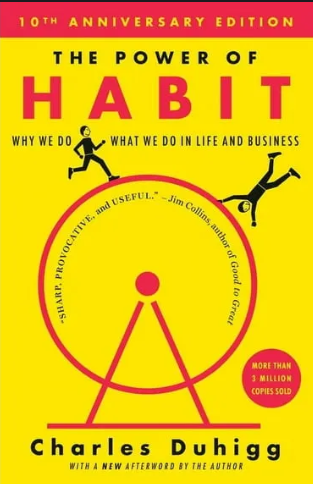 10TH ANNIVERSARY EDITION
THE POWER OF
HABIT
WHY WE DO WHAT WE DO IN LIFE AND BUSINESS
"SHARP, PROVOCATIVE, and USEFUL." – Jim Collins, author of Good to Great
MORE THAN
3 MILLION
COPIES SOLD
Charles Duhigg
WITH A NEW AFTERWORD BY THE AUTHOR